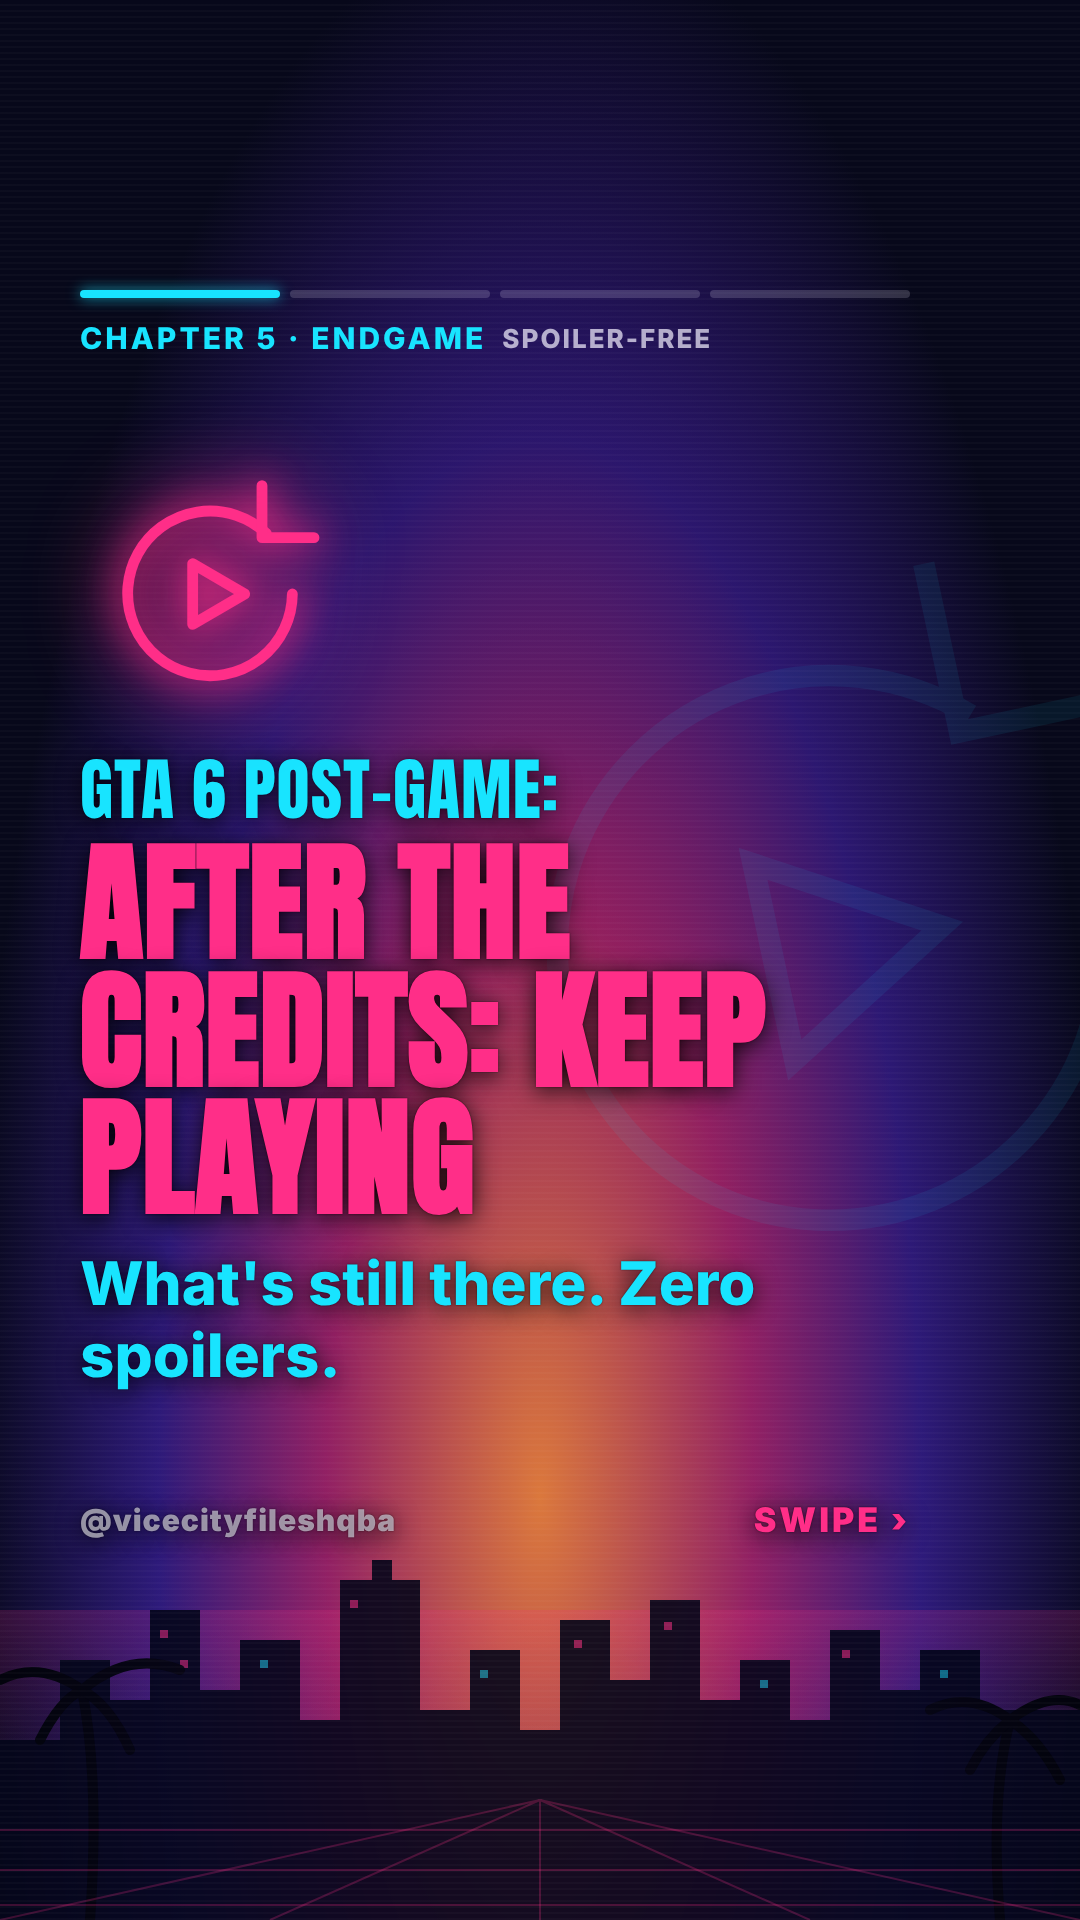 CHAPTER 5 · ENDGAME SPOILER-FREE
GTA 6 POST-GAME:
AFTER THE
CREDITS: KEEP
PLAYING
What's still there. Zero
spoilers.
@vicecityfileshqba
SWIPE ›